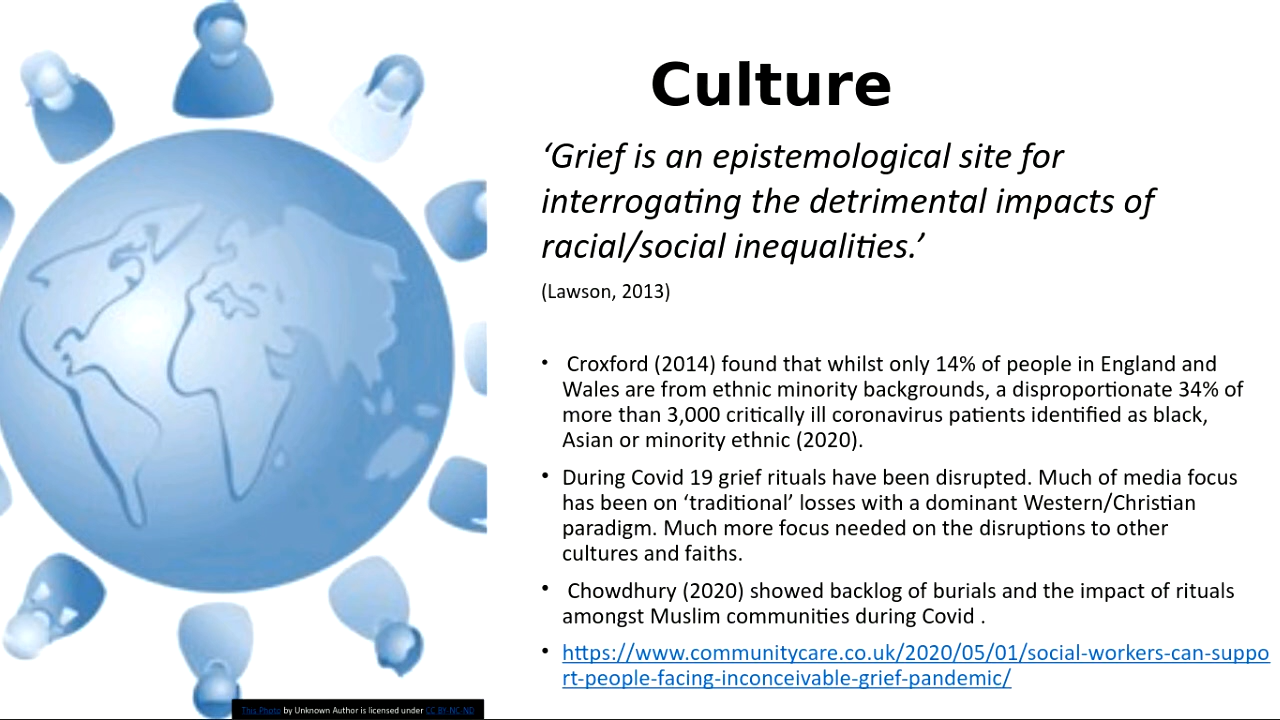 Culture
‘Grief is an epistemological site for
interrogating the detrimental impacts of
racial/social inequalities.’
(Lawson, 2013)
• Croxford (2014) found that whilst only 14% of people in England and
Wales are from ethnic minority backgrounds, a disproportionate 34% of
more than 3,000 critically ill coronavirus patients identified as black,
Asian or minority ethnic (2020).
• During Covid 19 grief rituals have been disrupted. Much of media focus
has been on ‘traditional’ losses with a dominant Western/Christian
paradigm. Much more focus needed on the disruptions to other
cultures and faiths.
• Chowdhury (2020) showed backlog of burials and the impact of rituals
amongst Muslim communities during Covid .
• https://www.communitycare.co.uk/2020/05/01/social-workers-can-suppo
rt-people-facing-inconceivable-grief-pandemic/
This Photo by Unknown Author is licensed under CC BY-NC-ND